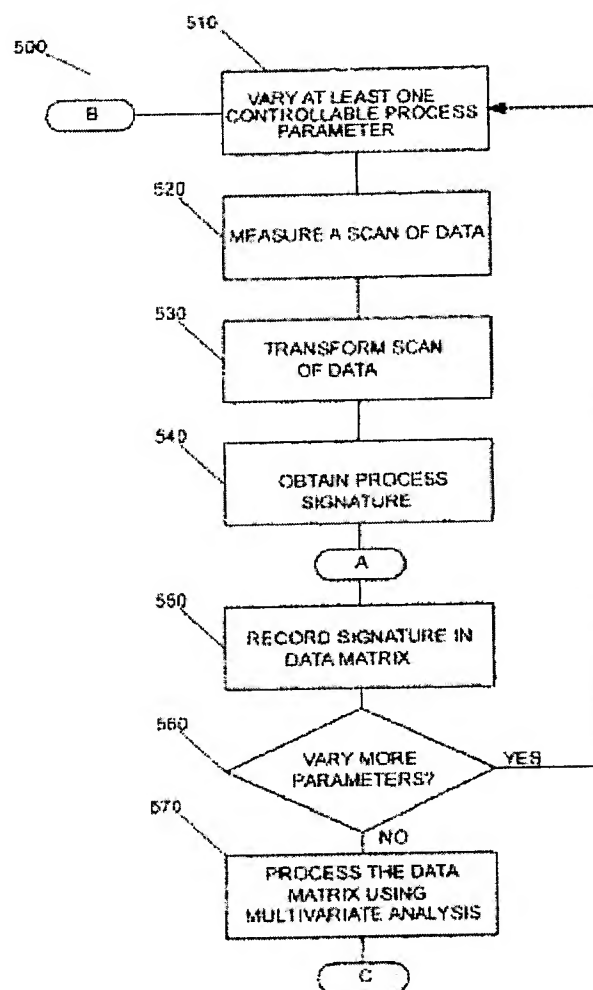 500
510
B
VARY AT LEAST ONE
CONTROLLABLE PROCESS
PARAMETER
520
MEASURE A SCAN OF DATA
530
TRANSFORM SCAN
OF DATA
540
OBTAIN PROCESS
SIGNATURE
A
550
RECORD SIGNATURE IN
DATA MATRIX
560
VARY MORE
PARAMETERS?
YES
NO
570
PROCESS THE DATA
MATRIX USING
MULTIVARIATE ANALYSIS
C